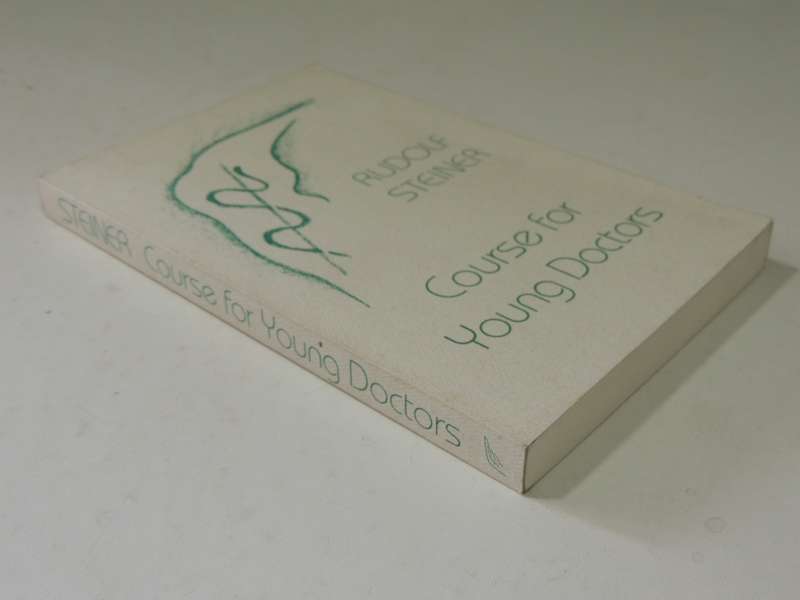 RUDOLF
STEINER
Course for
Young Doctors
STEINER Course for Young Doctors